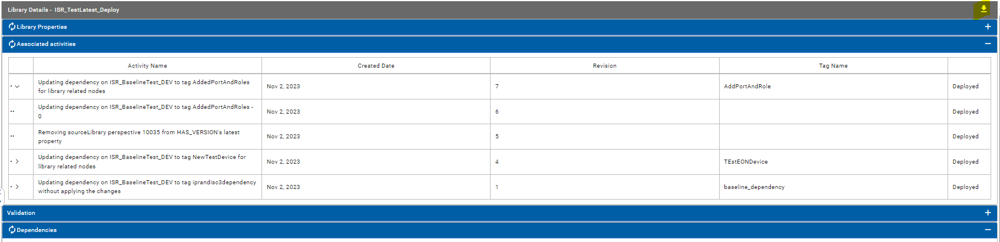 Library Details - ISR_TestLatest_Deploy
Library Properties
Associated activities
Activity Name Created Date Revision Tag Name
Updating dependency on ISR_BaselineTest_DEV to tag AddedPortAndRoles
for library related nodes
Nov 2, 2023 7 AddPortAndRole Deployed
Updating dependency on ISR_BaselineTest_DEV to tag AddedPortAndRoles -
0
Nov 2, 2023 6 Deployed
Removing sourceLibrary perspective 10035 from HAS_VERSION's latest
property
Nov 2, 2023 5 Deployed
Updating dependency on ISR_BaselineTest_DEV to tag NewTestDevice for
library related nodes
Nov 2, 2023 4 TEstEONDevice Deployed
Updating dependency on ISR_BaselineTest_DEV to tag iprandisc3dependency
without applying the changes
Nov 2, 2023 1 baseline_dependency Deployed
Validation
Dependencies